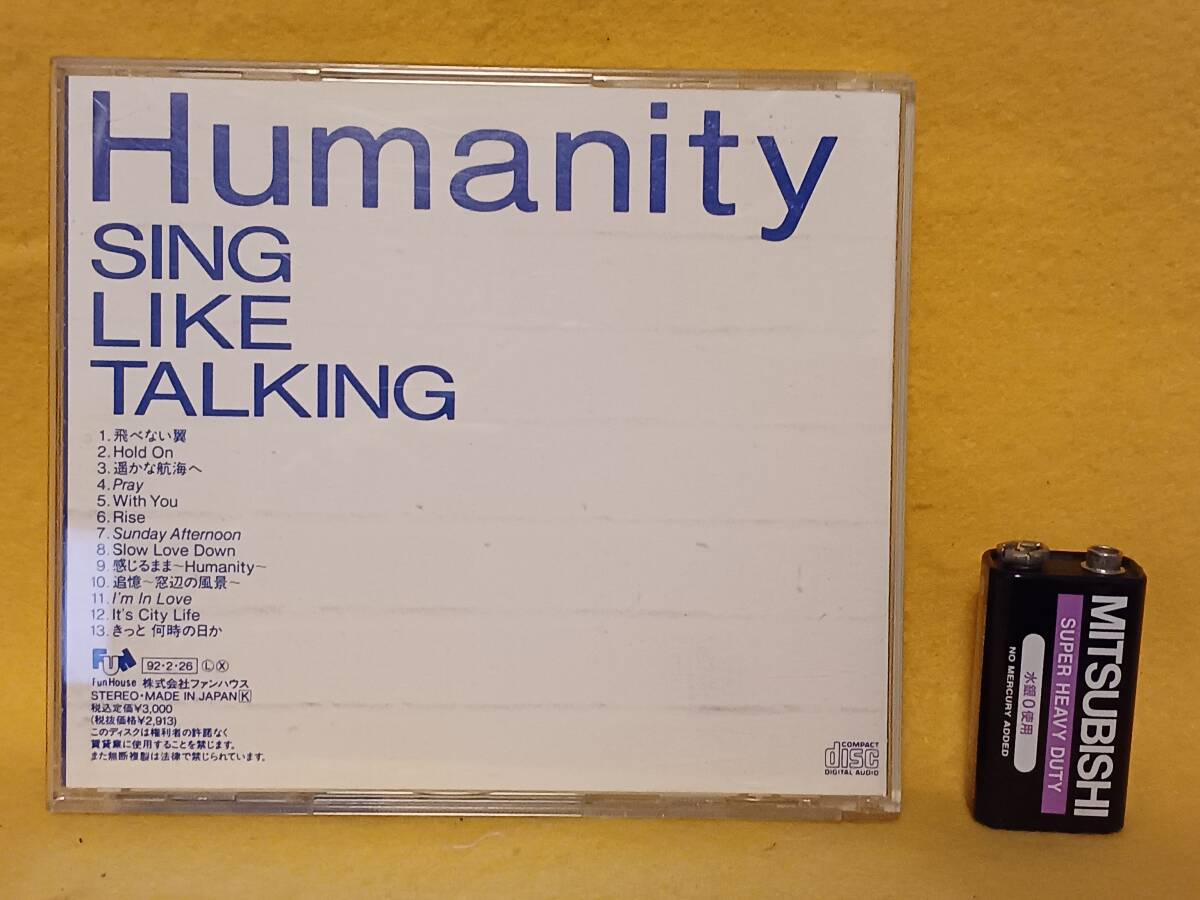 Humanity
SING
LIKE
TALKING
1. 飛べない翼
2. Hold On
3. 遥かな航海へ
4. Pray
5. With You
6. Rise
7. Sunday Afternoon
8. Slow Love Down
9. 感じるまま〜Humanity〜
10. 追憶〜窓辺の風景〜
11. I'm In Love
12. It's City Life
13. きっと 何時の日か
Fun 92・2・26 Ⓛ Ⓧ
Fun House 株式会社ファンハウス
STEREO・MADE IN JAPAN K
税込定価¥3,000
(税抜価格¥2,913)
このディスクは権利者の許諾なく
賃貸業に使用することを禁じます。
また無断複製は法律で禁じられています。
COMPACT
disc
DIGITAL AUDIO
MITSUBISHI
SUPER HEAVY DUTY
水銀0使用
NO MERCURY ADDED